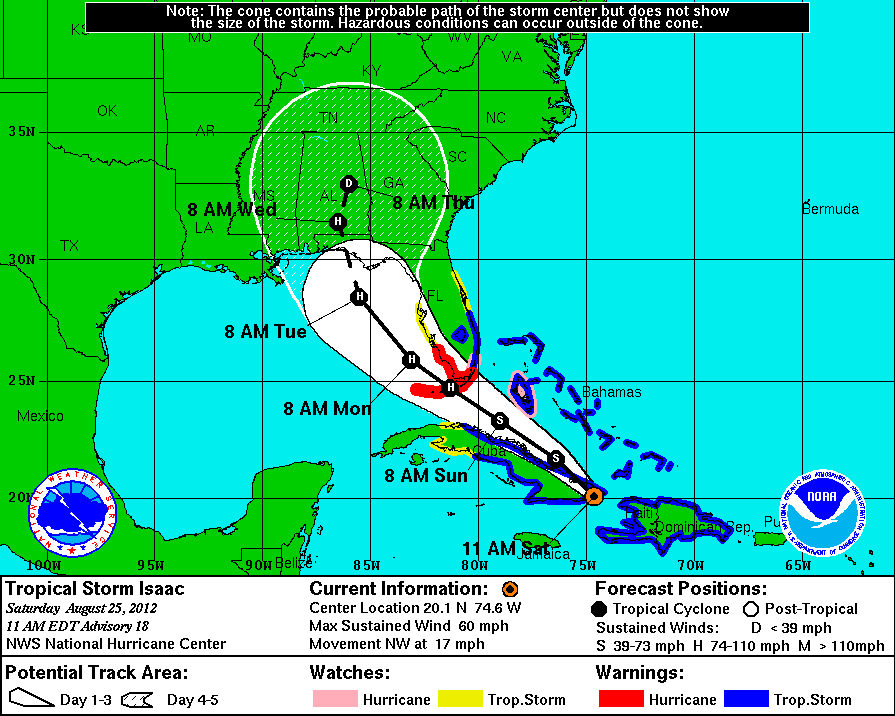 Note: The cone contains the probable path of the storm center but does not show
the size of the storm. Hazardous conditions can occur outside of the cone.
KS
MO
KY
WV
VA
OK
AR
TN
NC
35N
SC
MS
AL
GA
D
8 AM Wed
8 AM Thu
H
LA
Bermuda
TX
30N
FL
H
8 AM Tue
H
25N
H
Bahamas
8 AM Mon
Mexico
S
Cuba
S
8 AM Sun
20N
NATIONAL WEATHER SERVICE
NOAA
Haiti
Dominican Rep.
Pu
11 AM Sat
Jamaica
Belize
100W 95W 90W 85W 80W 75W 70W 65W
Tropical Storm Isaac
Saturday August 25, 2012
11 AM EDT Advisory 18
NWS National Hurricane Center
Current Information:
Center Location 20.1 N 74.6 W
Max Sustained Wind 60 mph
Movement NW at 17 mph
Forecast Positions:
Tropical Cyclone Post-Tropical
Sustained Winds: D < 39 mph
S 39-73 mph H 74-110 mph M > 110mph
Potential Track Area:
Day 1-3 Day 4-5
Watches:
Hurricane Trop.Storm
Warnings:
Hurricane Trop.Storm